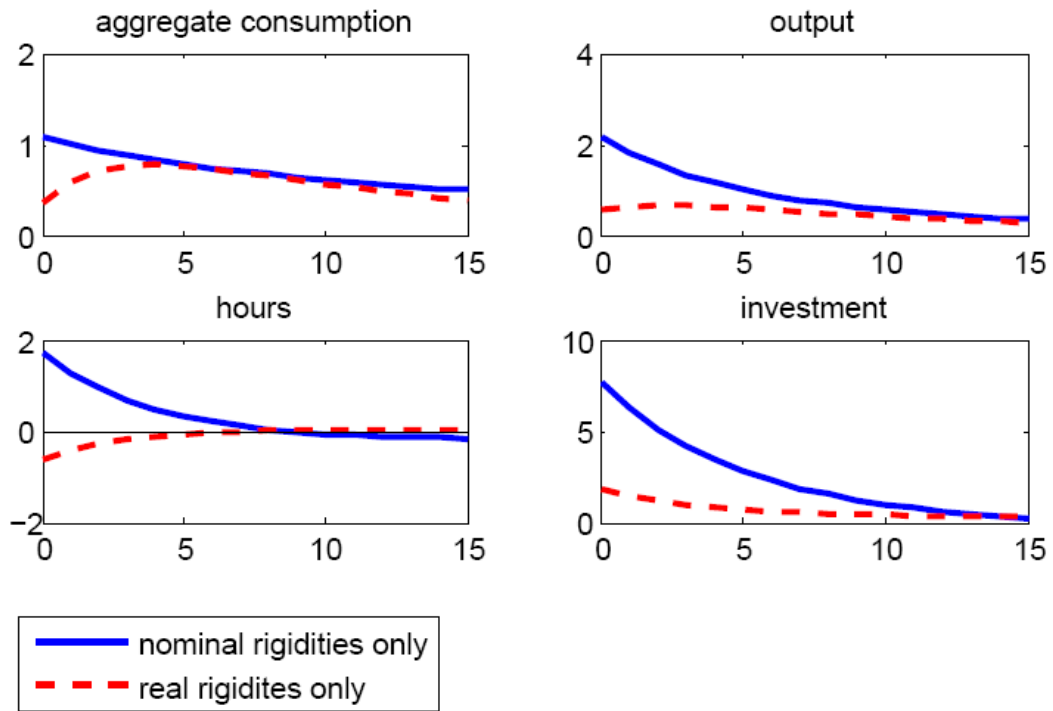 aggregate consumption
2
1
0
0 5 10 15
output
4
2
0
0 5 10 15
hours
2
0
−2
0 5 10 15
investment
10
5
0
0 5 10 15
nominal rigidities only
real rigidites only